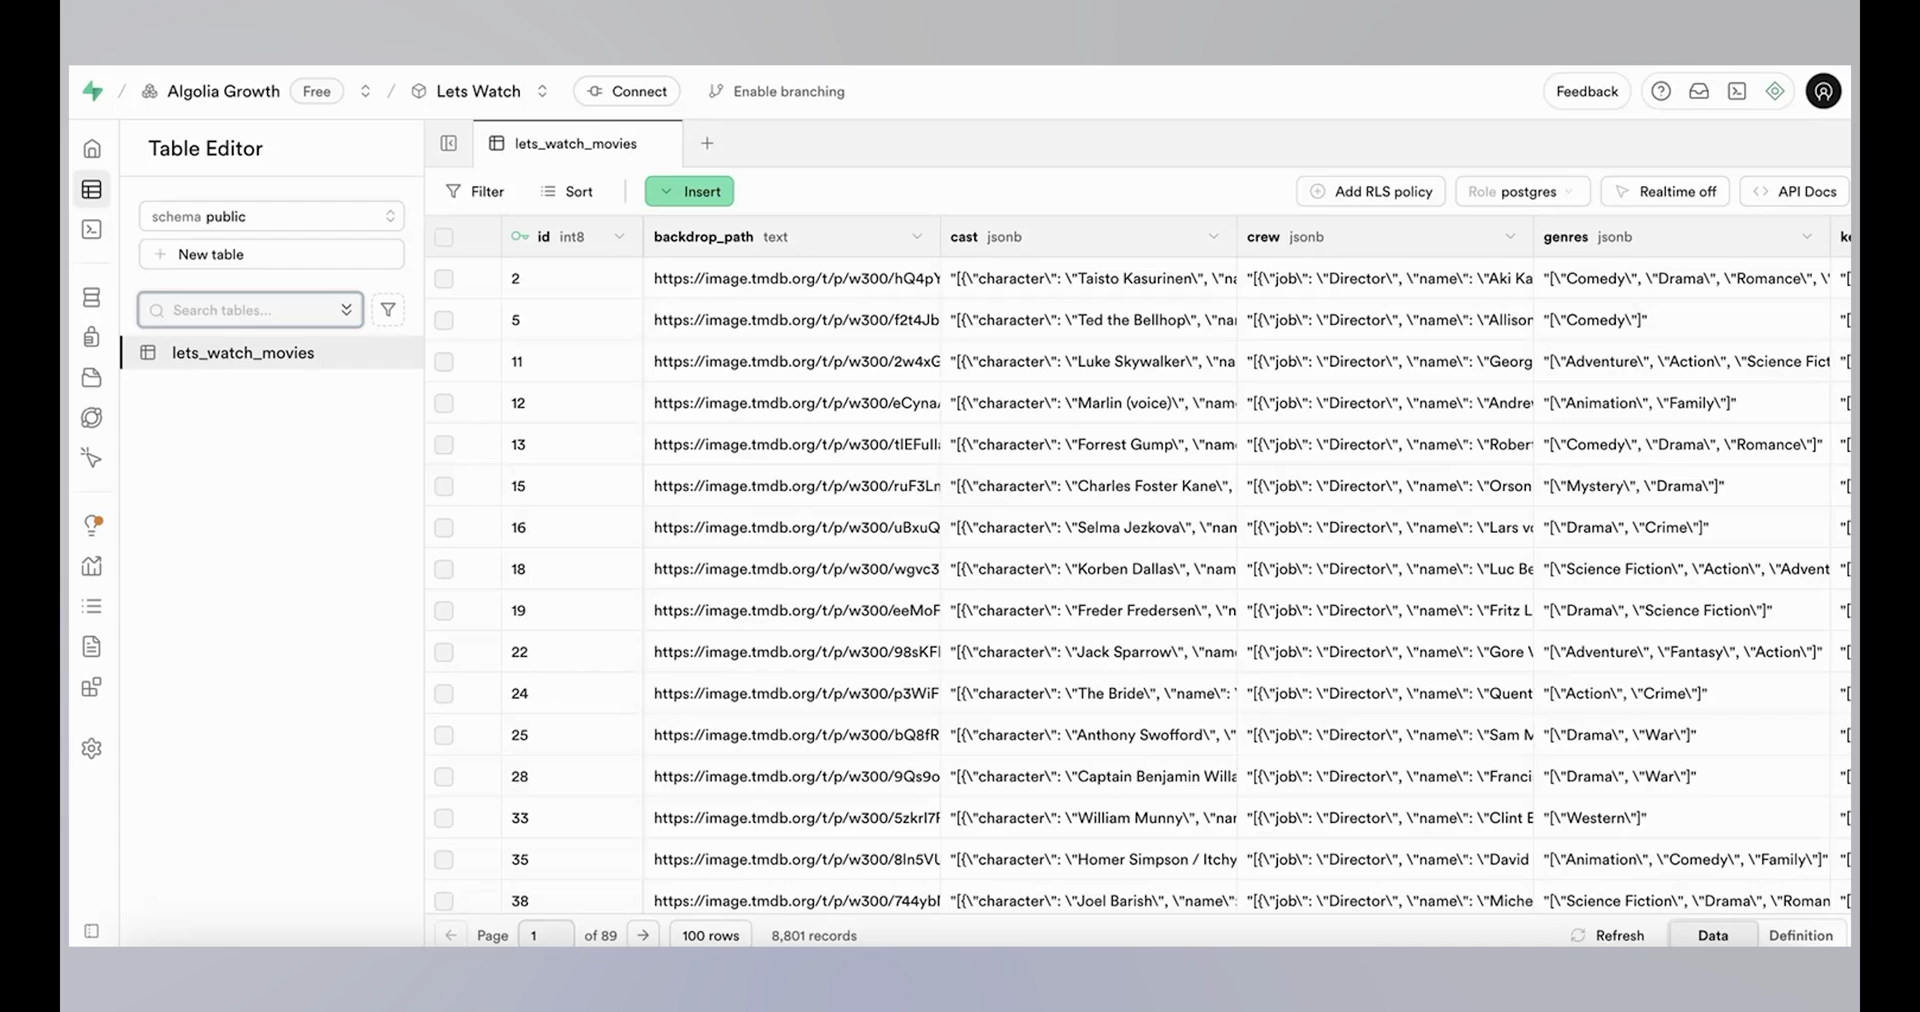 / Algolia Growth Free / Lets Watch Connect Enable branching Feedback
Table Editor
lets_watch_movies
schema public
New table
Search tables...
lets_watch_movies
Filter Sort Insert Add RLS policy Role postgres Realtime off API Docs
id int8 backdrop_path text cast jsonb crew jsonb genres jsonb
2 https://image.tmdb.org/t/p/w300/hQ4pY "[{\"character\": \"Taisto Kasurinen\", \"na "[{\"job\": \"Director\", \"name\": \"Aki Ka "[\"Comedy\", \"Drama\", \"Romance\", \" "[
5 https://image.tmdb.org/t/p/w300/f2t4Jb "[{\"character\": \"Ted the Bellhop\", \"nar "[{\"job\": \"Director\", \"name\": \"Allison "[\"Comedy\"]" "[
11 https://image.tmdb.org/t/p/w300/2w4xG "[{\"character\": \"Luke Skywalker\", \"na "[{\"job\": \"Director\", \"name\": \"Georg "[\"Adventure\", \"Action\", \"Science Fict "[
12 https://image.tmdb.org/t/p/w300/eCyna "[{\"character\": \"Marlin (voice)\", \"nam "[{\"job\": \"Director\", \"name\": \"Andre "[\"Animation\", \"Family\"]" "[
13 https://image.tmdb.org/t/p/w300/tlEFulla "[{\"character\": \"Forrest Gump\", \"name "[{\"job\": \"Director\", \"name\": \"Rober "[\"Comedy\", \"Drama\", \"Romance\"]" "[
15 https://image.tmdb.org/t/p/w300/ruF3Lr "[{\"character\": \"Charles Foster Kane\", "[{\"job\": \"Director\", \"name\": \"Orson "[\"Mystery\", \"Drama\"]" "[
16 https://image.tmdb.org/t/p/w300/uBxuQ "[{\"character\": \"Selma Jezkova\", \"nam "[{\"job\": \"Director\", \"name\": \"Lars vo "[\"Drama\", \"Crime\"]" "[
18 https://image.tmdb.org/t/p/w300/wgvc3 "[{\"character\": \"Korben Dallas\", \"nam "[{\"job\": \"Director\", \"name\": \"Luc Be "[\"Science Fiction\", \"Action\", \"Advent "[
19 https://image.tmdb.org/t/p/w300/eeMoF "[{\"character\": \"Freder Fredersen\", \"n "[{\"job\": \"Director\", \"name\": \"Fritz L "[\"Drama\", \"Science Fiction\"]" "[
22 https://image.tmdb.org/t/p/w300/98sKFl "[{\"character\": \"Jack Sparrow\", \"name "[{\"job\": \"Director\", \"name\": \"Gore \ "[\"Adventure\", \"Fantasy\", \"Action\"]" "[
24 https://image.tmdb.org/t/p/w300/p3WiF "[{\"character\": \"The Bride\", \"name\": \ "[{\"job\": \"Director\", \"name\": \"Quent "[\"Action\", \"Crime\"]" "[
25 https://image.tmdb.org/t/p/w300/bQ8fR "[{\"character\": \"Anthony Swofford\", \" "[{\"job\": \"Director\", \"name\": \"Sam M "[\"Drama\", \"War\"]" "[
28 https://image.tmdb.org/t/p/w300/9Qs9o "[{\"character\": \"Captain Benjamin Willa "[{\"job\": \"Director\", \"name\": \"Franci "[\"Drama\", \"War\"]" "[
33 https://image.tmdb.org/t/p/w300/5zkrl7F "[{\"character\": \"William Munny\", \"nar "[{\"job\": \"Director\", \"name\": \"Clint E "[\"Western\"]" "[
35 https://image.tmdb.org/t/p/w300/8ln5VU "[{\"character\": \"Homer Simpson / Itchy "[{\"job\": \"Director\", \"name\": \"David "[\"Animation\", \"Comedy\", \"Family\"]" "[
38 https://image.tmdb.org/t/p/w300/744ybl "[{\"character\": \"Joel Barish\", \"name\": "[{\"job\": \"Director\", \"name\": \"Miche "[\"Science Fiction\", \"Drama\", \"Roman "[
Page 1 of 89 100 rows 8,801 records Refresh Data Definition